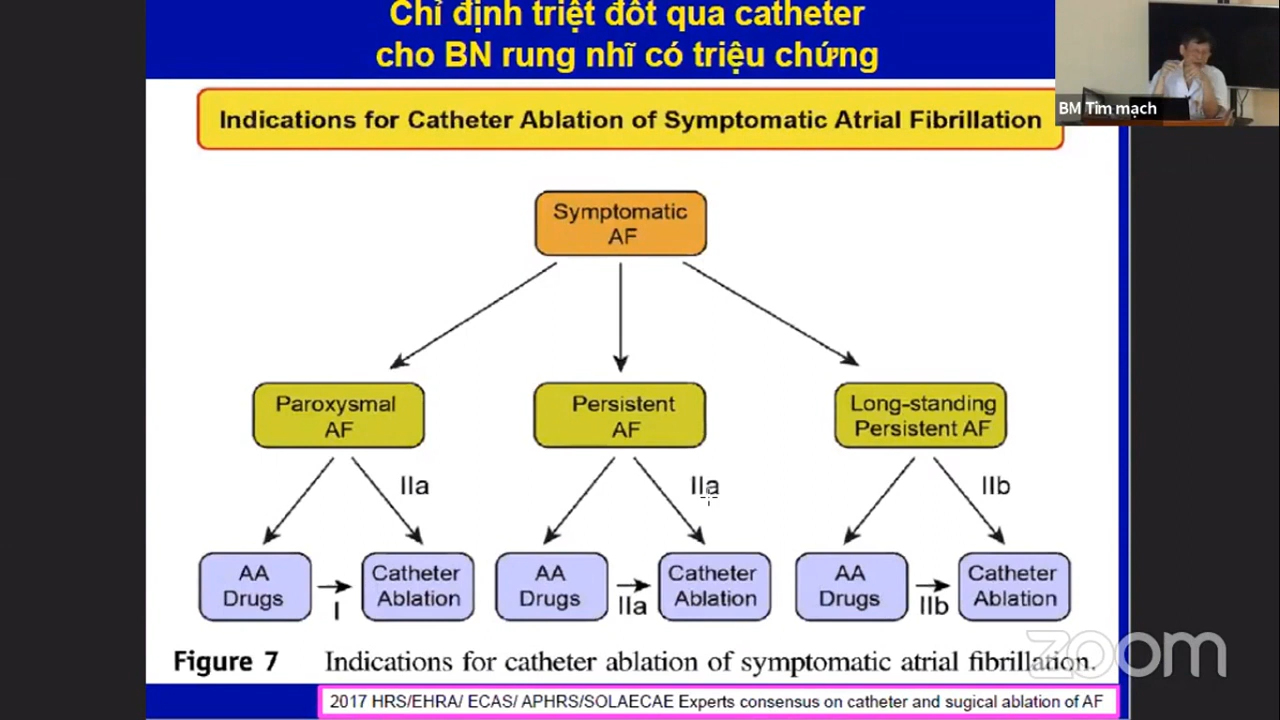 Chỉ định triệt đốt qua catheter
cho BN rung nhĩ có triệu chứng
BM Tim mạch
Indications for Catheter Ablation of Symptomatic Atrial Fibrillation
Symptomatic
AF
Paroxysmal
AF
Persistent
AF
Long-standing
Persistent AF
IIa
IIa
IIb
AA
Drugs
I
Catheter
Ablation
AA
Drugs
IIa
Catheter
Ablation
AA
Drugs
IIb
Catheter
Ablation
zoom
Figure 7 Indications for catheter ablation of symptomatic atrial fibrillation.
2017 HRS/EHRA/ ECAS/ APHRS/SOLAECAE Experts consensus on catheter and sugical ablation of AF